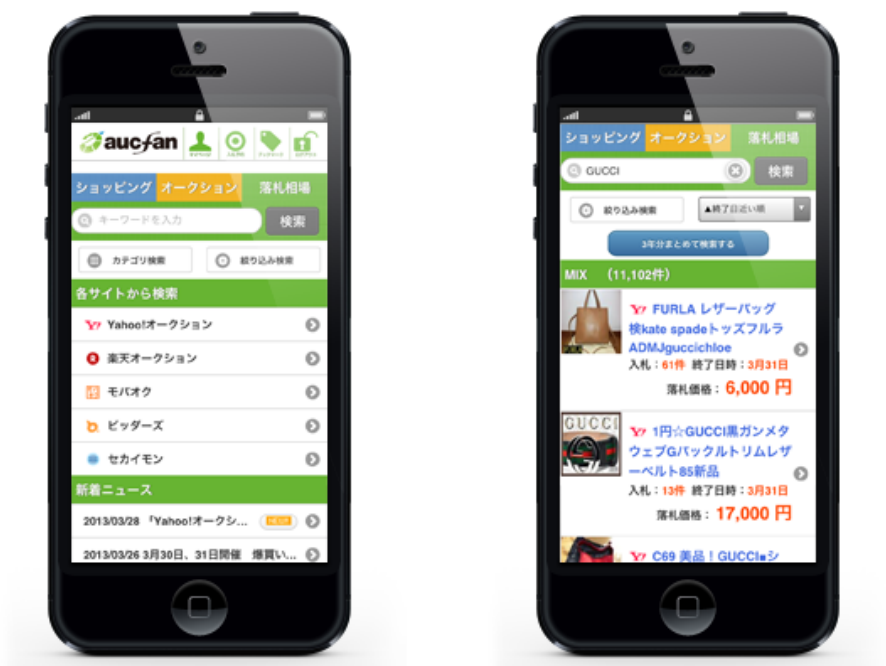 aucfan
ショッピング オークション 落札相場
キーワードを入力 検索
カテゴリ検索 絞り込み検索
各サイトから検索
Yahoo!オークション
楽天オークション
モバオク
ビッダーズ
セカイモン
新着ニュース
2013/03/28 「Yahoo!オークシ...
2013/03/26 3月30日、31日開催 爆買い...
ショッピング オークション 落札相場
GUCCI 検索
絞り込み検索 ▲終了日近い順
3年分まとめて検索する
MIX (11,102件)
Y! FURLA レザーバッグ
検kate spadeトッズフルラ
ADMJguccichloe
入札:61件 終了日時:3月31日
落札価格: 6,000 円
GUCCI
Y! 1円☆GUCCI黒ガンメタ
ウェブGバックルトリムレザ
ーベルト85新品
入札:13件 終了日時:3月31日
落札価格: 17,000 円
Y! C69 美品！GUCCI■シ